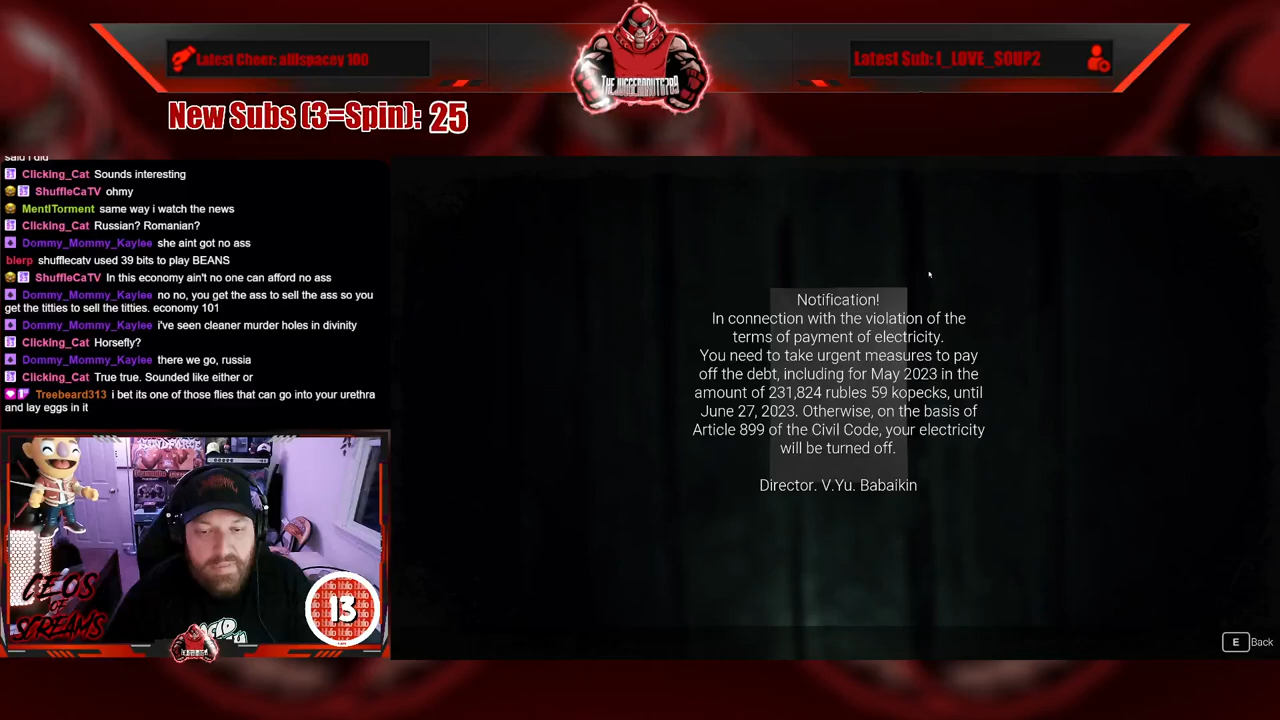 Latest Cheer: alllspacey 100
THEJUGGERNAUT6789
Latest Sub: I_LOVE_SOUP2
New Subs (3=Spin): 25
said i did
Clicking_Cat Sounds interesting
ShuffleCaTV ohmy
MentlTorment same way i watch the news
Clicking_Cat Russian? Romanian?
Dommy_Mommy_Kaylee she aint got no ass
blerp shufflecatv used 39 bits to play BEANS
ShuffleCaTV In this economy ain't no one can afford no ass
Dommy_Mommy_Kaylee no no, you get the ass to sell the ass so you
get the titties to sell the titties. economy 101
Dommy_Mommy_Kaylee i've seen cleaner murder holes in divinity
Clicking_Cat Horsefly?
Dommy_Mommy_Kaylee there we go, russia
Clicking_Cat True true. Sounded like either or
Treebeard313 i bet its one of those flies that can go into your urethra
and lay eggs in it
Notification!
In connection with the violation of the
terms of payment of electricity.
You need to take urgent measures to pay
off the debt, including for May 2023 in the
amount of 231,824 rubles 59 kopecks, until
June 27, 2023. Otherwise, on the basis of
Article 899 of the Civil Code, your electricity
will be turned off.
Director. V.Yu. Babaikin
CEOS
OF
SCREAMS
13
E Back